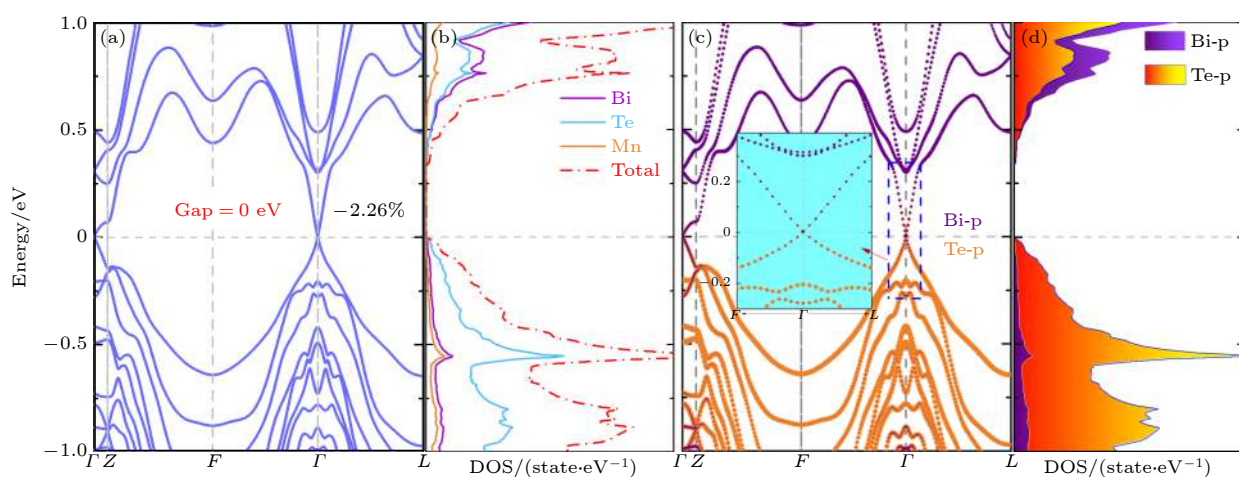 (a)
(b)
(c)
(d)
Energy/eV
1.0
0.5
0
−0.5
−1.0
Gap = 0 eV
−2.26%
Γ Z F Γ L
Bi
Te
Mn
Total
DOS/(state·eV⁻¹)
0.2
0
−0.2
F Γ L
Bi-p
Te-p
Γ Z F Γ L
Bi-p
Te-p
DOS/(state·eV⁻¹)